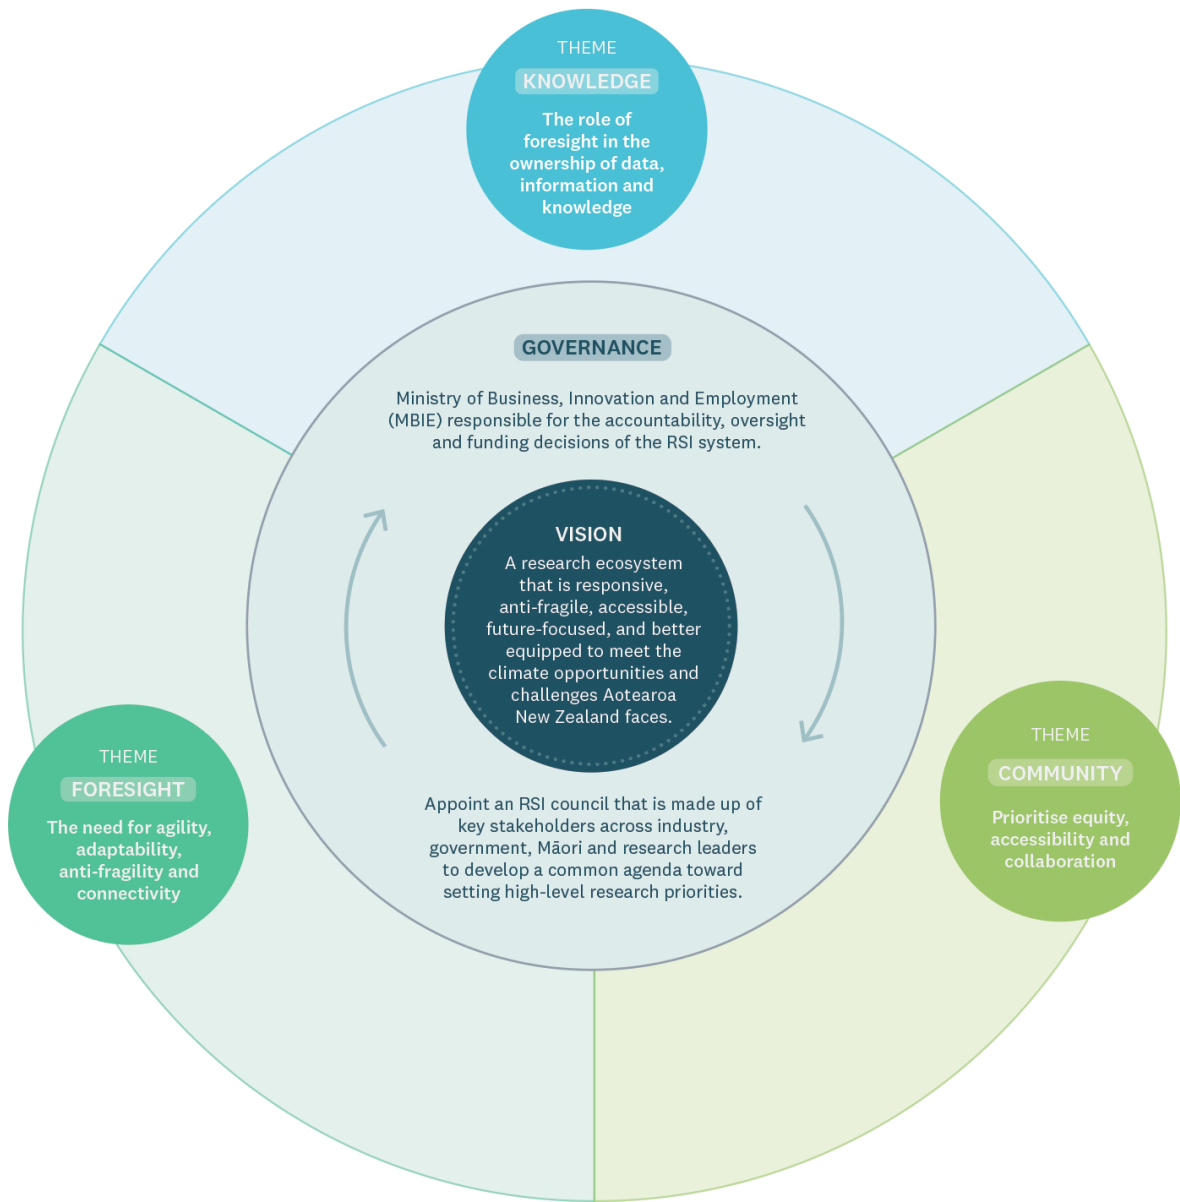 THEME
KNOWLEDGE
The role of
foresight in the
ownership of data,
information and
knowledge
GOVERNANCE
Ministry of Business, Innovation and Employment
(MBIE) responsible for the accountability, oversight
and funding decisions of the RSI system.
VISION
A research ecosystem
that is responsive,
anti-fragile, accessible,
future-focused, and better
equipped to meet the
climate opportunities and
challenges Aotearoa
New Zealand faces.
Appoint an RSI council that is made up of
key stakeholders across industry,
government, Māori and research leaders
to develop a common agenda toward
setting high-level research priorities.
THEME
FORESIGHT
The need for agility,
adaptability,
anti-fragility and
connectivity
THEME
COMMUNITY
Prioritise equity,
accessibility and
collaboration